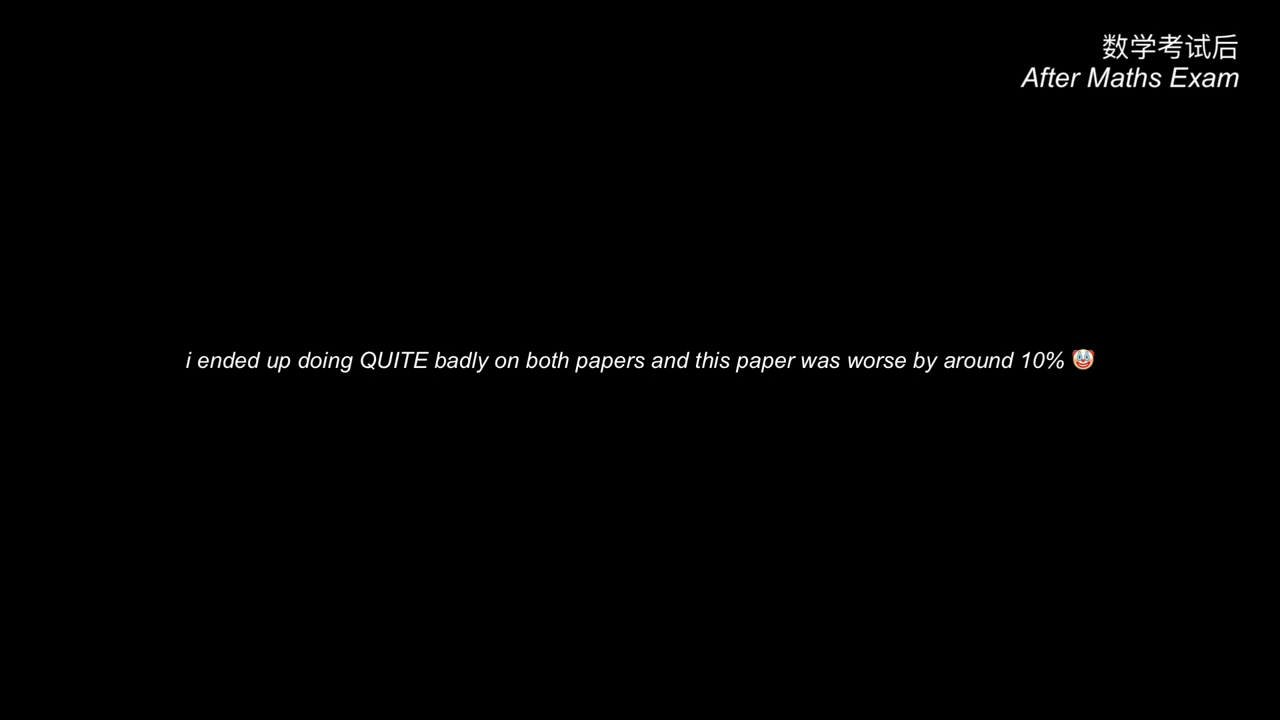 数学考试后
After Maths Exam
i ended up doing QUITE badly on both papers and this paper was worse by around 10% 🤡